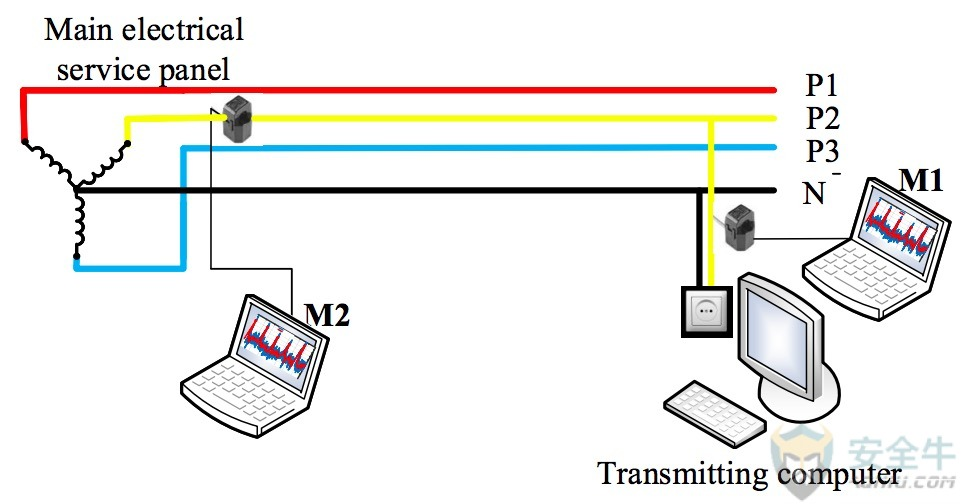 Main electrical
service panel
P1
P2
P3
N
M1
M2
Transmitting computer
安全牛